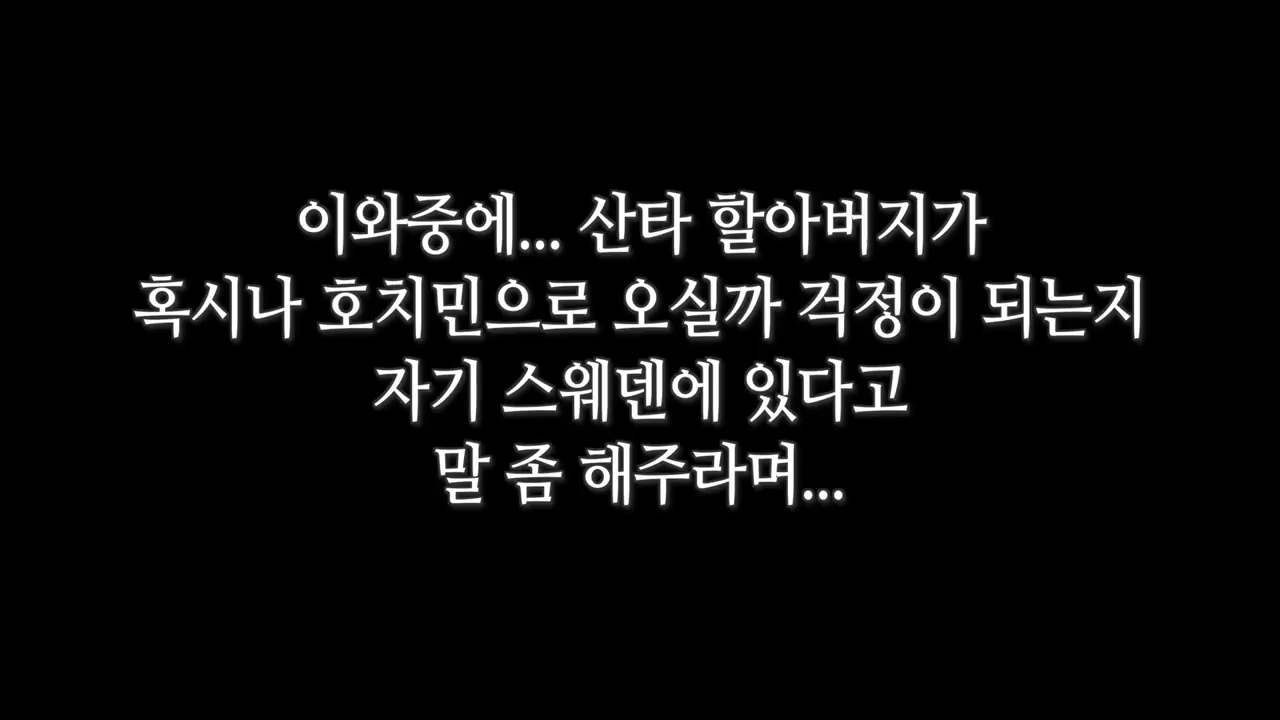 이와중에... 산타 할아버지가
혹시나 호치민으로 오실까 걱정이 되는지
자기 스웨덴에 있다고
말 좀 해주라며...